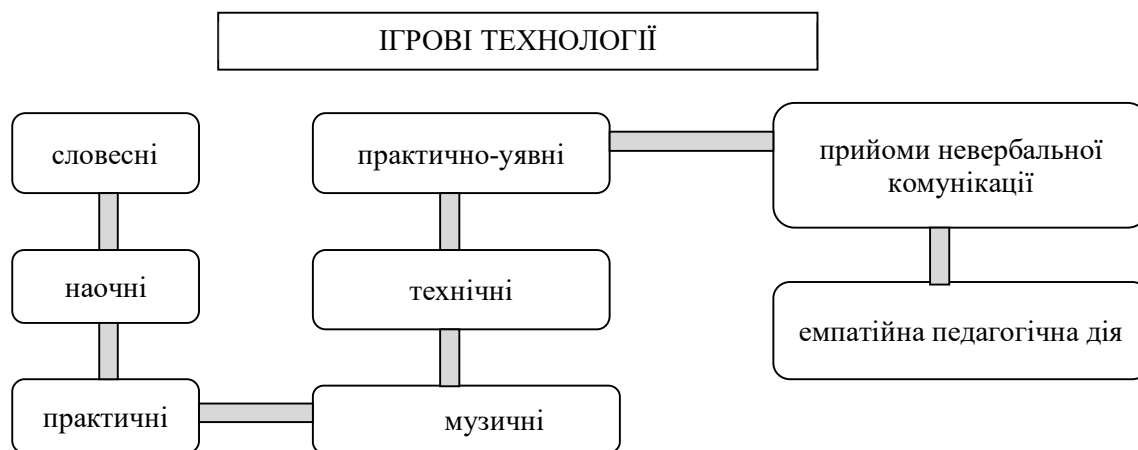 ІГРОВІ ТЕХНОЛОГІЇ
словесні
наочні
практичні
практично-уявні
технічні
музичні
прийоми невербальної
комунікації
емпатійна педагогічна дія